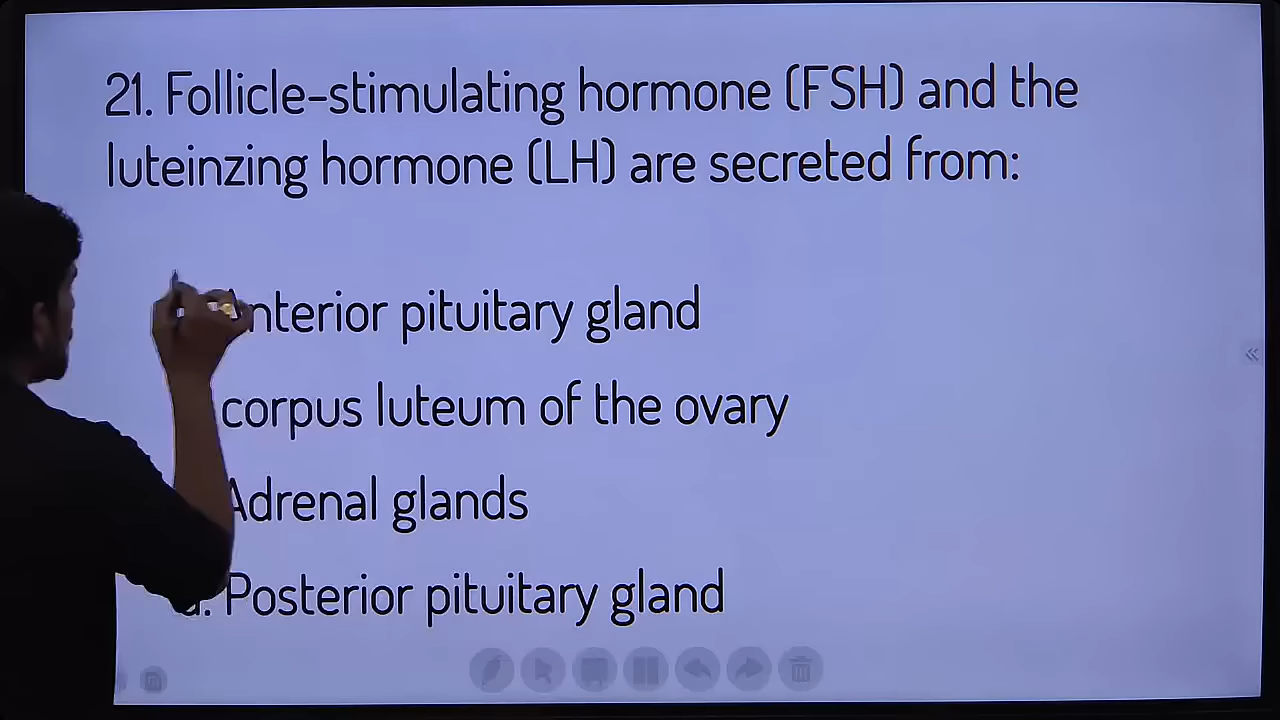 21. Follicle-stimulating hormone (FSH) and the
luteinzing hormone (LH) are secreted from:
Anterior pituitary gland
corpus luteum of the ovary
Adrenal glands
d. Posterior pituitary gland